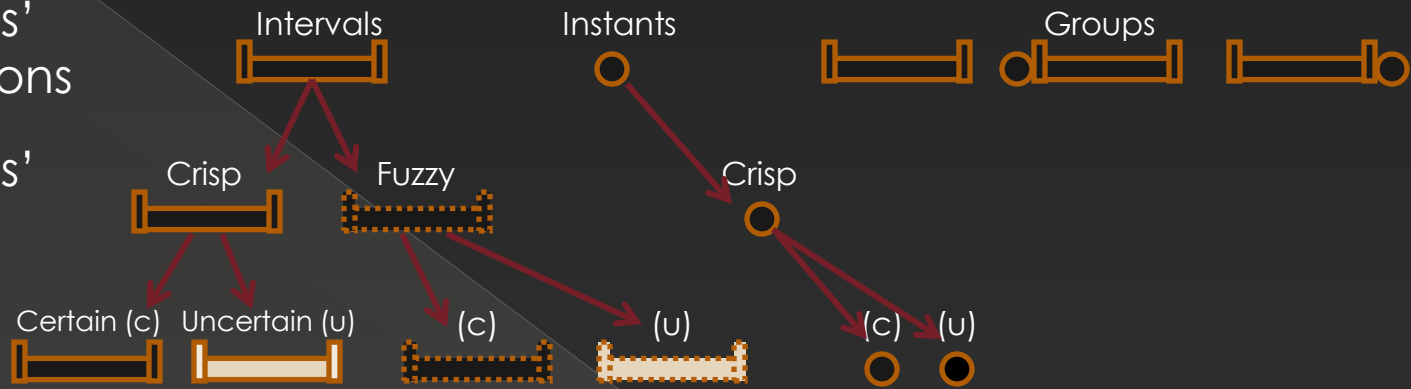 s’
Intervals Instants Groups
ons
s’
Crisp Fuzzy Crisp
Certain (c) Uncertain (u) (c) (u) (c) (u)